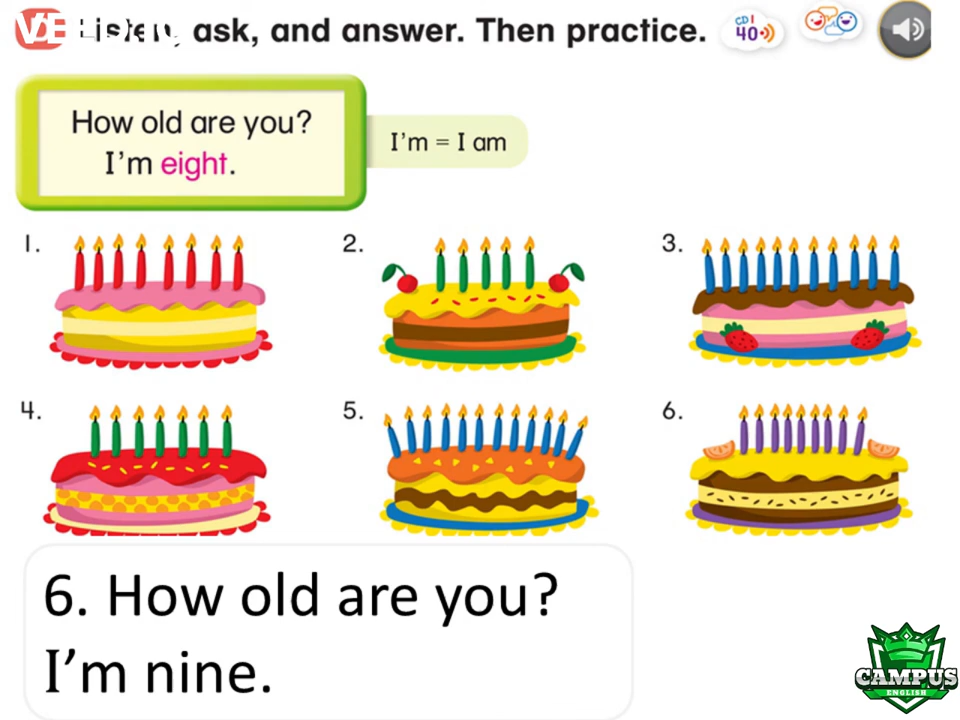 ask, and answer. Then practice.
CD1
40
How old are you?
I'm eight.
I'm = I am
1.
2.
3.
4.
5.
6.
6. How old are you?
I'm nine.
CAMPUS
ENGLISH